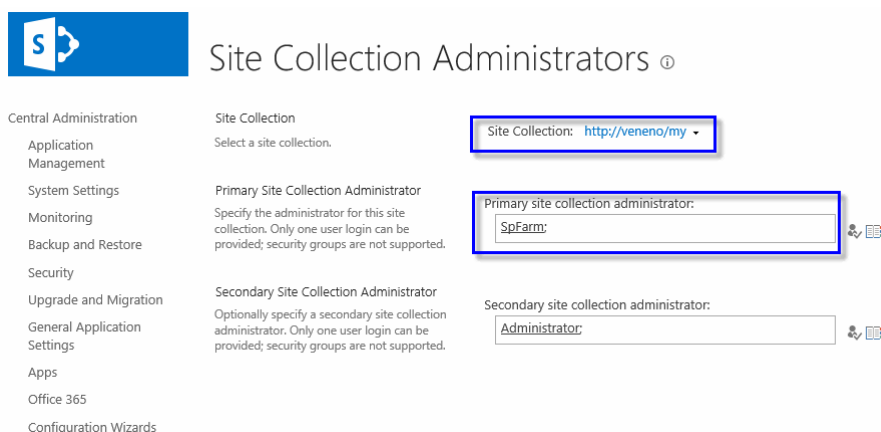 S
Site Collection Administrators
Central Administration
Application
Management
System Settings
Monitoring
Backup and Restore
Security
Upgrade and Migration
General Application
Settings
Apps
Office 365
Configuration Wizards
Site Collection
Select a site collection.
Site Collection: http://veneno/my
Primary Site Collection Administrator
Specify the administrator for this site
collection. Only one user login can be
provided; security groups are not supported.
Primary site collection administrator:
SpFarm;
Secondary Site Collection Administrator
Optionally specify a secondary site collection
administrator. Only one user login can be
provided; security groups are not supported.
Secondary site collection administrator:
Administrator;